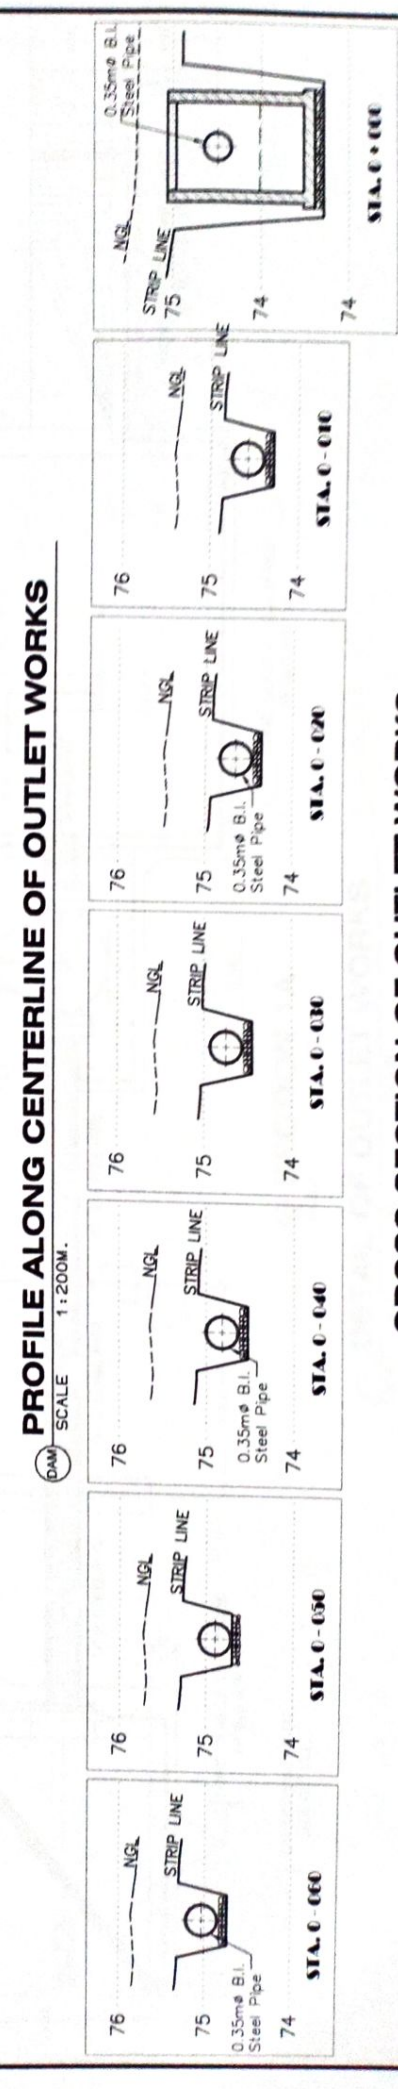 PROFILE ALONG CENTERLINE OF OUTLET WORKS
DAM
SCALE 1:200M.
76
75
74
NGL
STRIP LINE
0.35mø B.I.
Steel Pipe
STA. 0-060
76
75
74
NGL
STRIP LINE
STA. 0-050
76
75
74
NGL
STRIP LINE
0.35mø B.I.
Steel Pipe
STA. 0-040
76
75
74
NGL
STRIP LINE
STA. 0-030
76
75
74
NGL
STRIP LINE
0.35mø B.I.
Steel Pipe
STA. 0-020
76
75
74
NGL
STRIP LINE
STA. 0-010
0.35mø B.I.
Steel Pipe
NGL
STRIP LINE
75
74
74
STA. 0+000